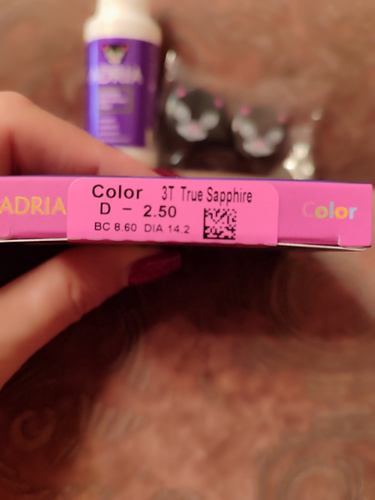 ADRIA
ADRIA
Color 3T True Sapphire
D - 2.50
BC 8.60 DIA 14.2
Color